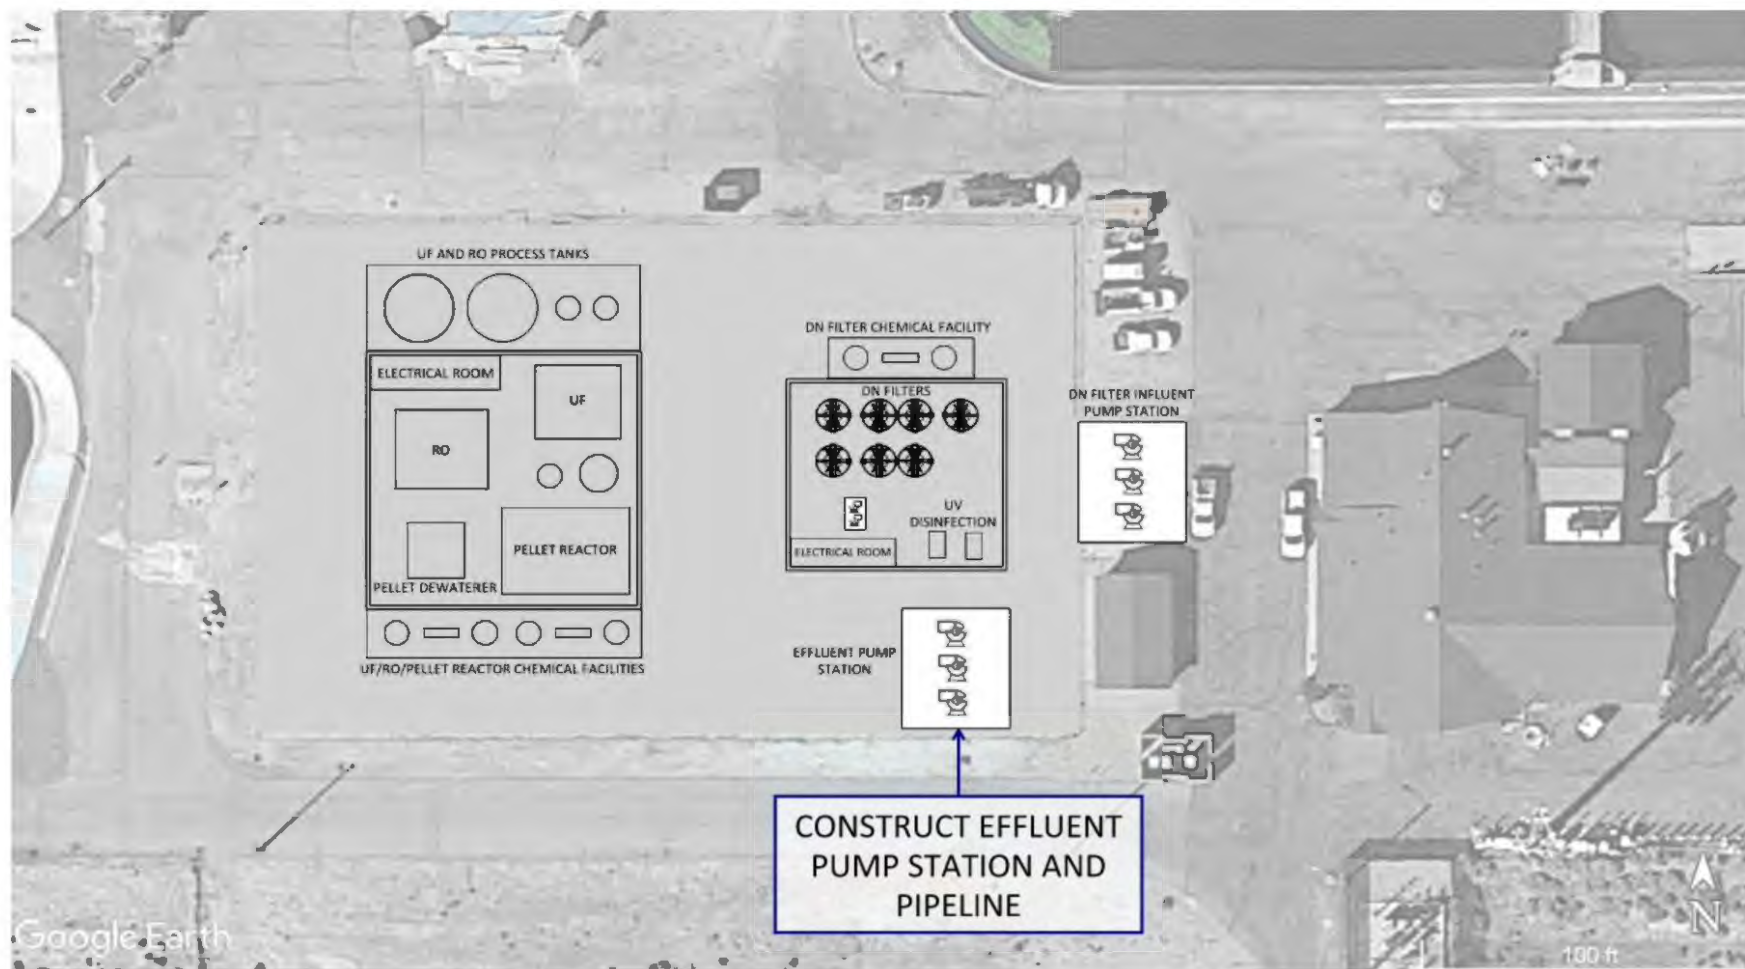 UF AND RO PROCESS TANKS
ELECTRICAL ROOM
UF
RO
PELLET REACTOR
PELLET DEWATERER
UF/RO/PELLET REACTOR CHEMICAL FACILITIES
DN FILTER CHEMICAL FACILITY
DN FILTERS
UV
DISINFECTION
ELECTRICAL ROOM
DN FILTER INFLUENT
PUMP STATION
EFFLUENT PUMP
STATION
CONSTRUCT EFFLUENT
PUMP STATION AND
PIPELINE
Google Earth
N
100 ft